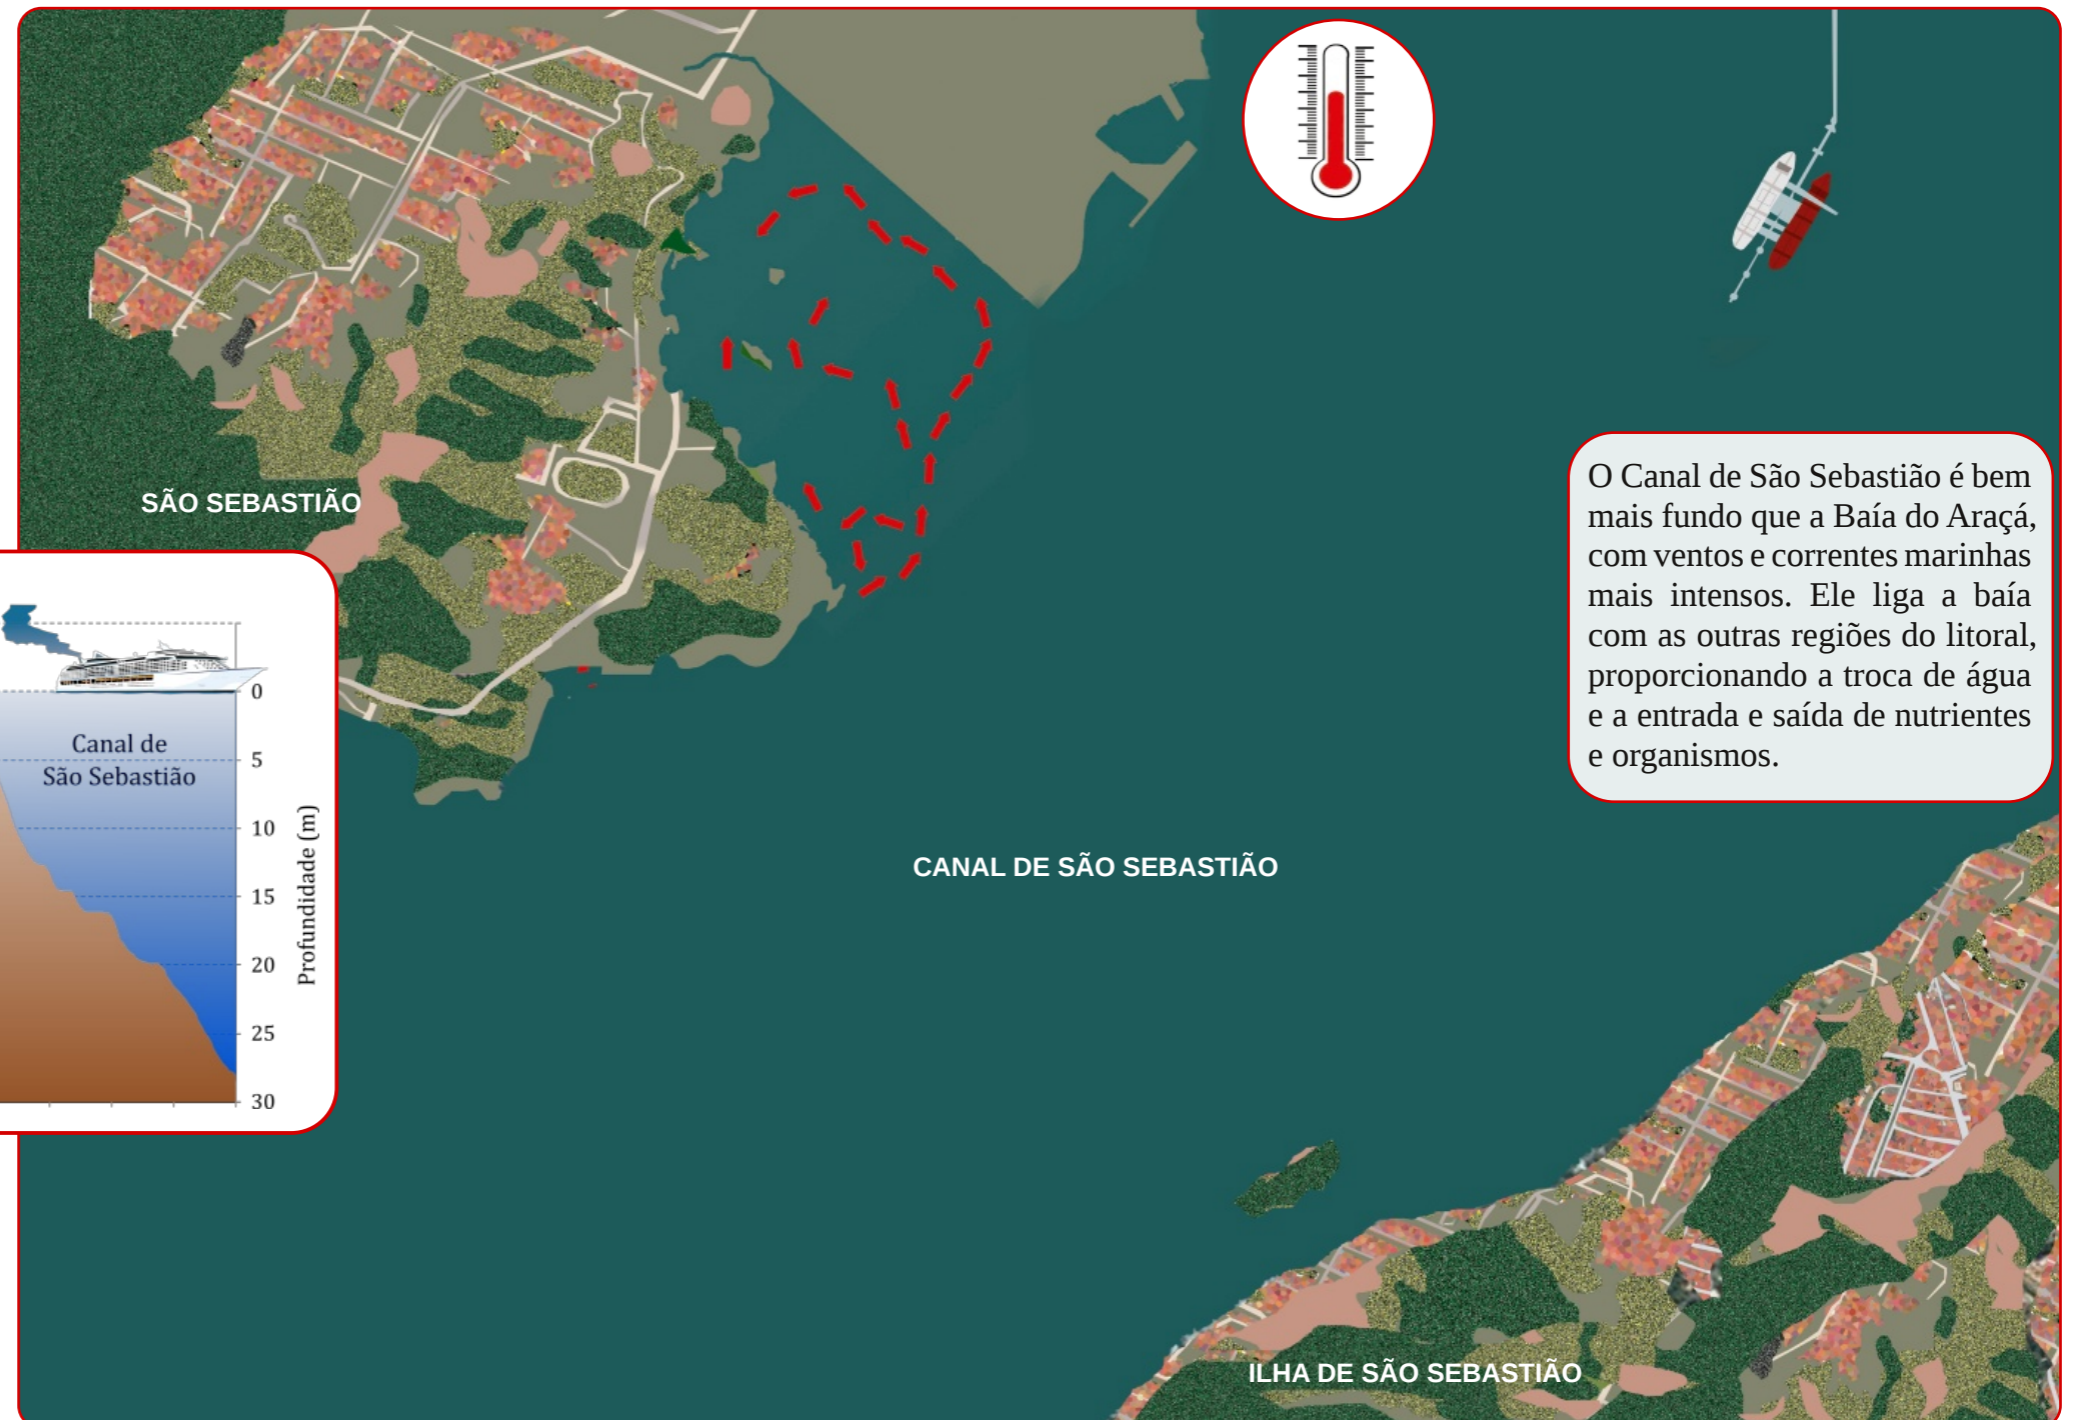 O Canal de São Sebastião é bem
mais fundo que a Baía do Araçá,
com ventos e correntes marinhas
mais intensos. Ele liga a baía
com as outras regiões do litoral,
proporcionando a troca de água
e a entrada e saída de nutrientes
e organismos.
SÃO SEBASTIÃO
Canal de
São Sebastião
0
5
10
15
20
25
30
Profundidade (m)
CANAL DE SÃO SEBASTIÃO
ILHA DE SÃO SEBASTIÃO